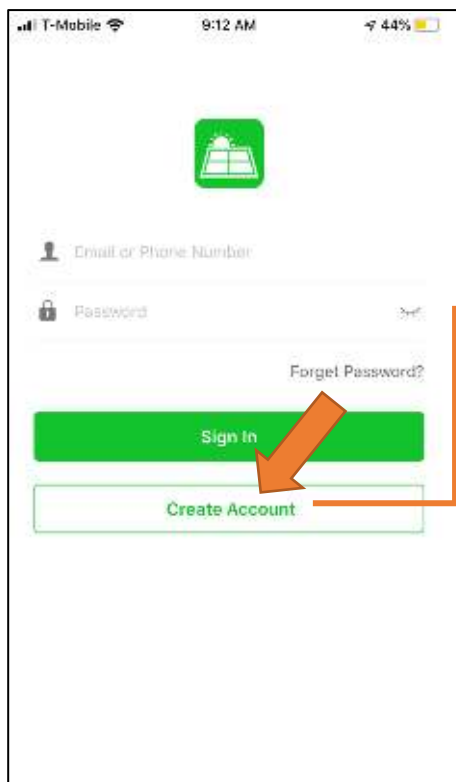 T-Mobile 9:12 AM 44%
Email or Phone Number
Password
Forget Password?
Sign In
Create Account